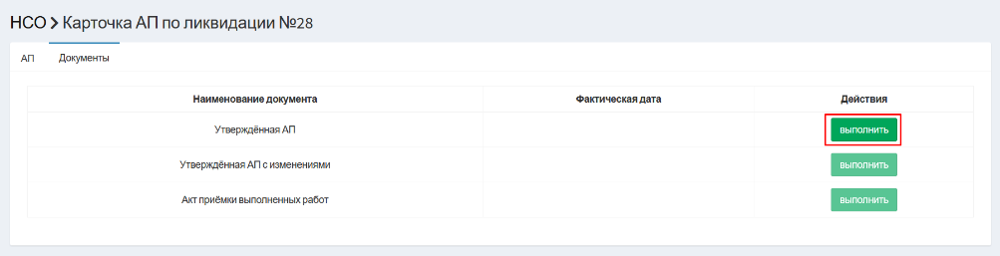 НСО > Карточка АП по ликвидации №28
АП Документы
Наименование документа Фактическая дата Действия
Утверждённая АП выполнить
Утверждённая АП с изменениями выполнить
Акт приёмки выполненных работ выполнить